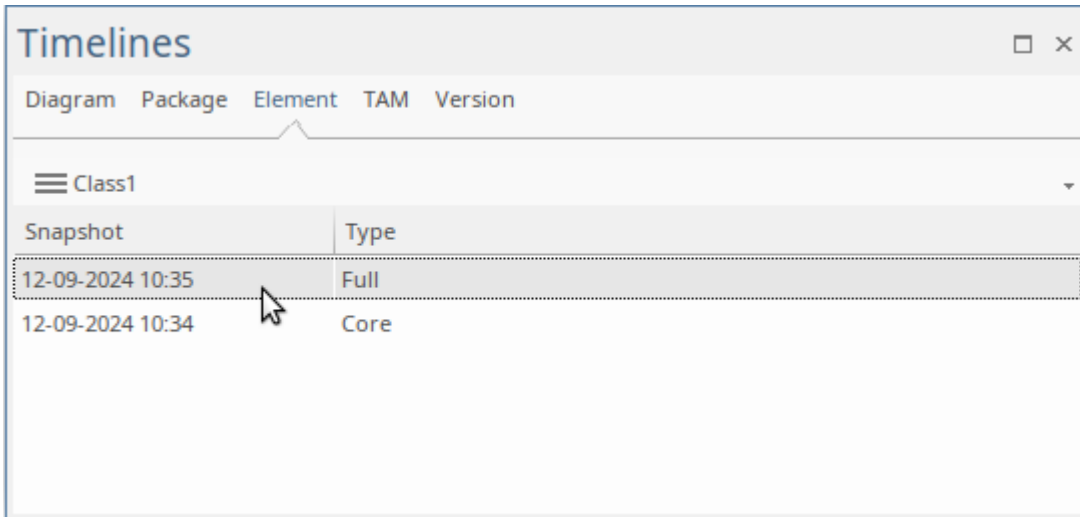 Timelines
Diagram Package Element TAM Version
Class1
Snapshot Type
12-09-2024 10:35 Full
12-09-2024 10:34 Core